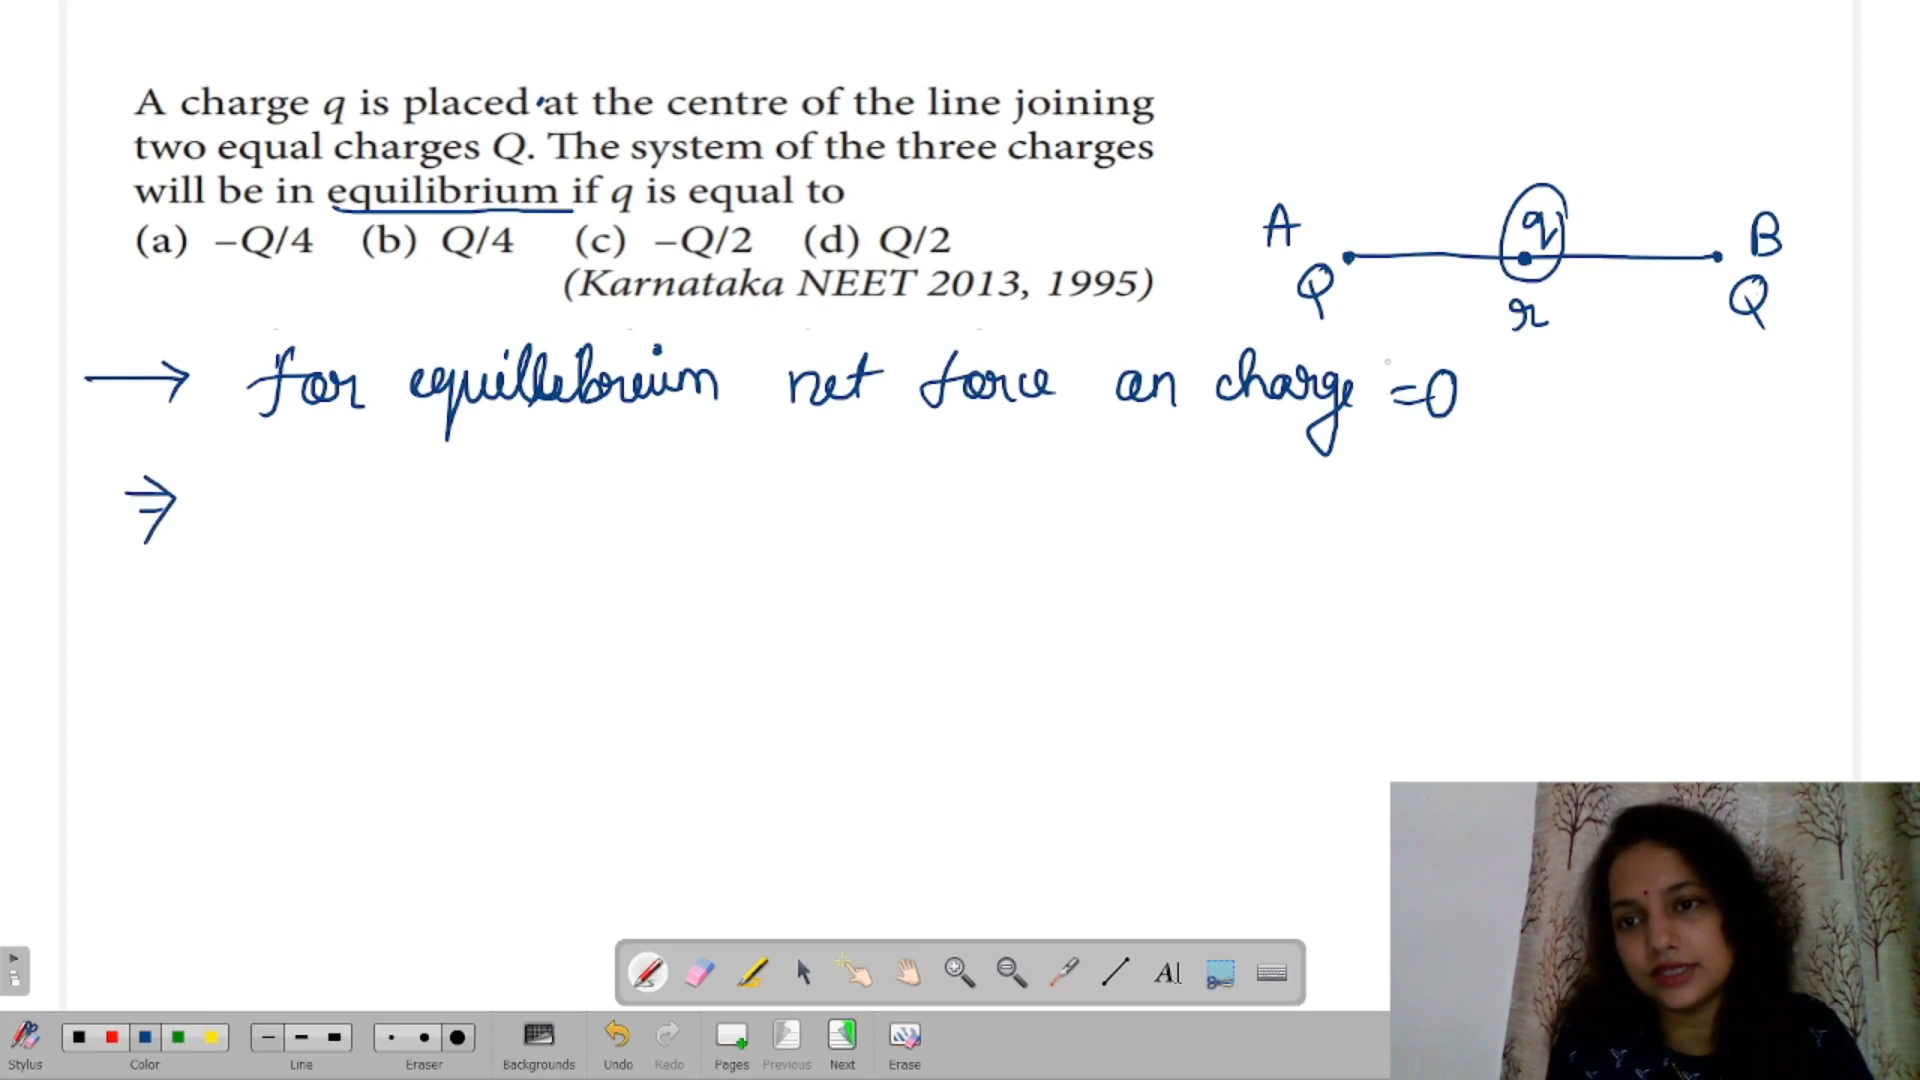 A charge q is placed at the centre of the line joining
two equal charges Q. The system of the three charges
will be in equilibrium if q is equal to
(a) –Q/4 (b) Q/4 (c) –Q/2 (d) Q/2
(Karnataka NEET 2013, 1995)
A q B
Q r Q
→ for equillebreium net force on charge =0
⇒
Stylus Color Line Eraser Backgrounds Undo Redo Pages Previous Next Erase